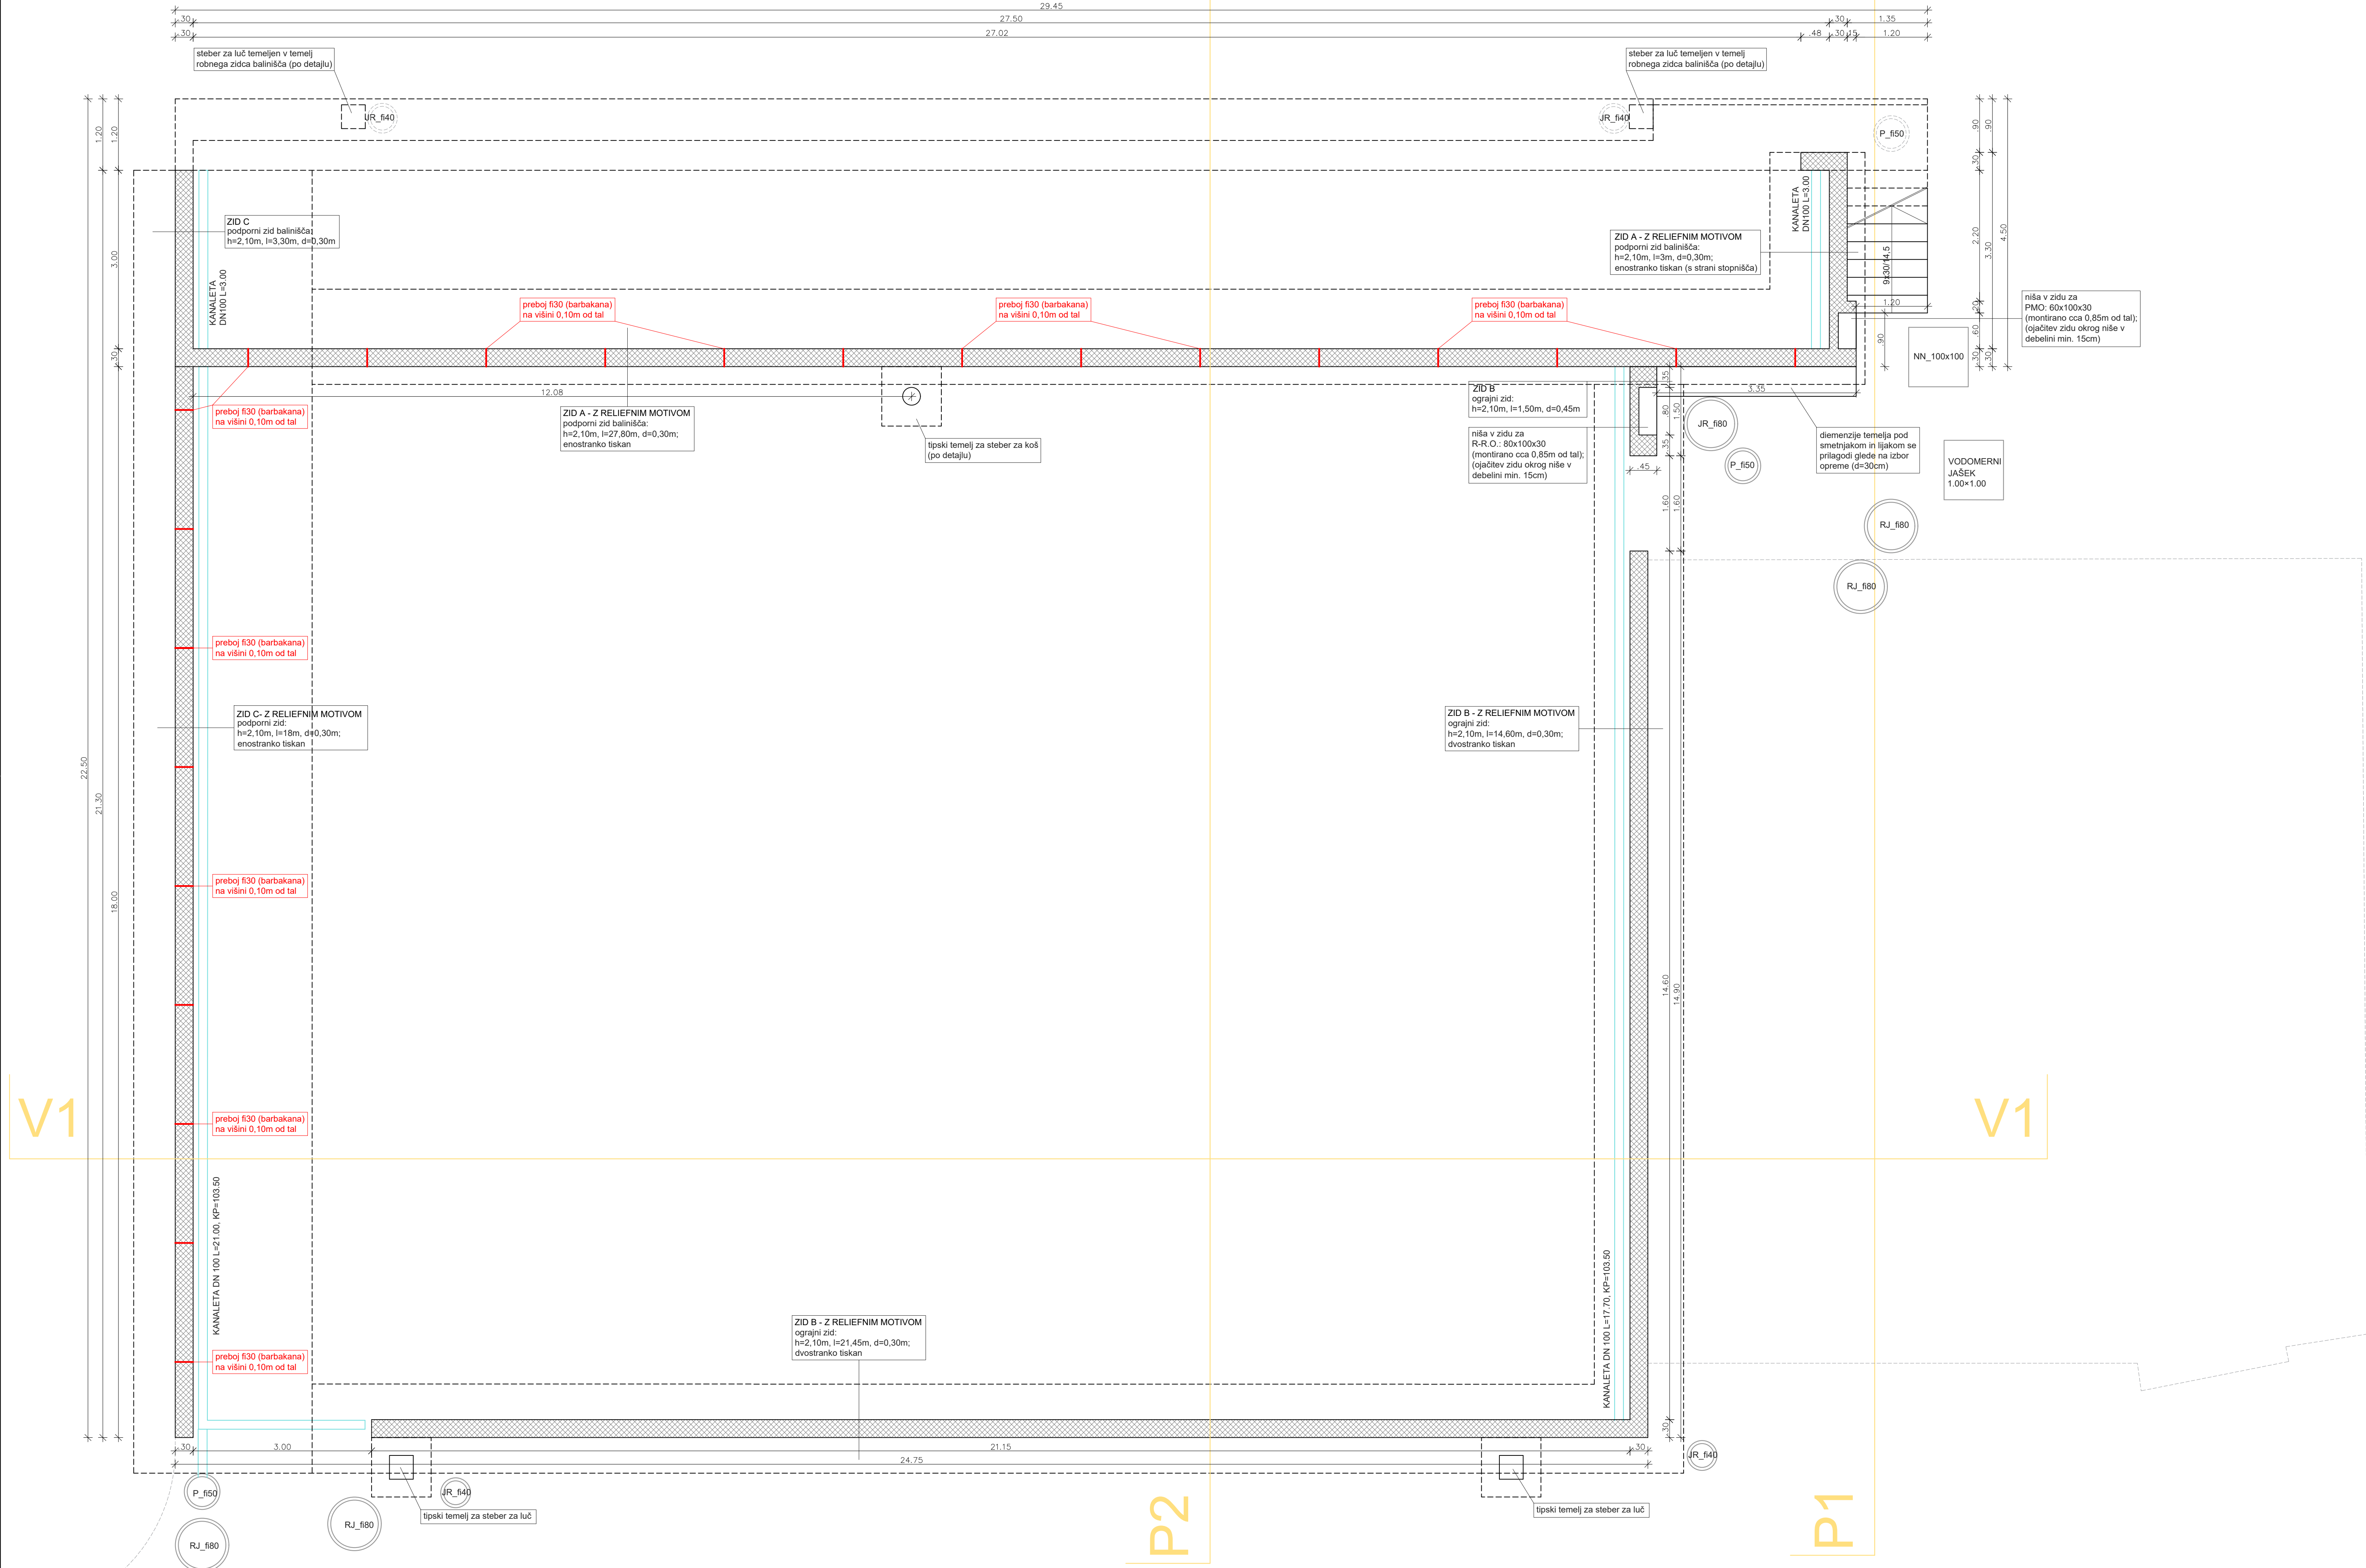 29.45
.30
27.50
.30
1.35
.30
27.02
.48
.30
.15
1.20
steber za luč temeljen v temelj
robnega zidca balinišča (po detajlu)
steber za luč temeljen v temelj
robnega zidca balinišča (po detajlu)
JR_fi40
JR_fi40
P_fi50
1.20
1.20
.90
.90
.30
ZID C
podporni zid balinišča:
h=2,10m, l=3,30m, d=0,30m
KANALETA
DN100 L=3.00
KANALETA
DN100 L=3.00
ZID A - Z RELIEFNIM MOTIVOM
podporni zid balinišča:
h=2,10m, l=3m, d=0,30m;
enostranko tiskan (s strani stopnišča)
9x30/14,5
1.20
2.20
3.30
4.50
3.00
.30
.20
.60
.30
.30
.90
niša v zidu za
PMO: 60x100x30
(montirano cca 0,85m od tal);
(ojačitev zidu okrog niše v
debelini min. 15cm)
NN_100x100
preboj fi30 (barbakana)
na višini 0,10m od tal
preboj fi30 (barbakana)
na višini 0,10m od tal
preboj fi30 (barbakana)
na višini 0,10m od tal
preboj fi30 (barbakana)
na višini 0,10m od tal
12.08
ZID A - Z RELIEFNIM MOTIVOM
podporni zid balinišča:
h=2,10m, l=27,80m, d=0,30m;
enostranko tiskan
tipski temelj za steber za koš
(po detajlu)
ZID B
ograjni zid:
h=2,10m, l=1,50m, d=0,45m
niša v zidu za
R-R.O.: 80x100x30
(montirano cca 0,85m od tal);
(ojačitev zidu okrog niše v
debelini min. 15cm)
.35
.80
1.50
.35
.45
3.35
1.60
1.60
JR_fi80
P_fi50
diemenzije temelja pod
smetnjakom in lijakom se
prilagodi glede na izbor
opreme (d=30cm)
VODOMERNI
JAŠEK
1.00×1.00
RJ_fi80
RJ_fi80
preboj fi30 (barbakana)
na višini 0,10m od tal
ZID C- Z RELIEFNIM MOTIVOM
podporni zid:
h=2,10m, l=18m, d=0,30m;
enostranko tiskan
ZID B - Z RELIEFNIM MOTIVOM
ograjni zid:
h=2,10m, l=14,60m, d=0,30m;
dvostranko tiskan
22.50
21.30
18.00
preboj fi30 (barbakana)
na višini 0,10m od tal
14.60
14.90
V1
V1
preboj fi30 (barbakana)
na višini 0,10m od tal
KANALETA DN 100 L=21.00, KP=103.50
KANALETA DN 100 L=17.70, KP=103.50
ZID B - Z RELIEFNIM MOTIVOM
ograjni zid:
h=2,10m, l=21,45m, d=0,30m;
dvostranko tiskan
preboj fi30 (barbakana)
na višini 0,10m od tal
.30
.30
3.00
21.15
.30
24.75
JR_fi40
P_fi50
JR_fi40
tipski temelj za steber za luč
tipski temelj za steber za luč
RJ_fi80
RJ_fi80
P2
P1